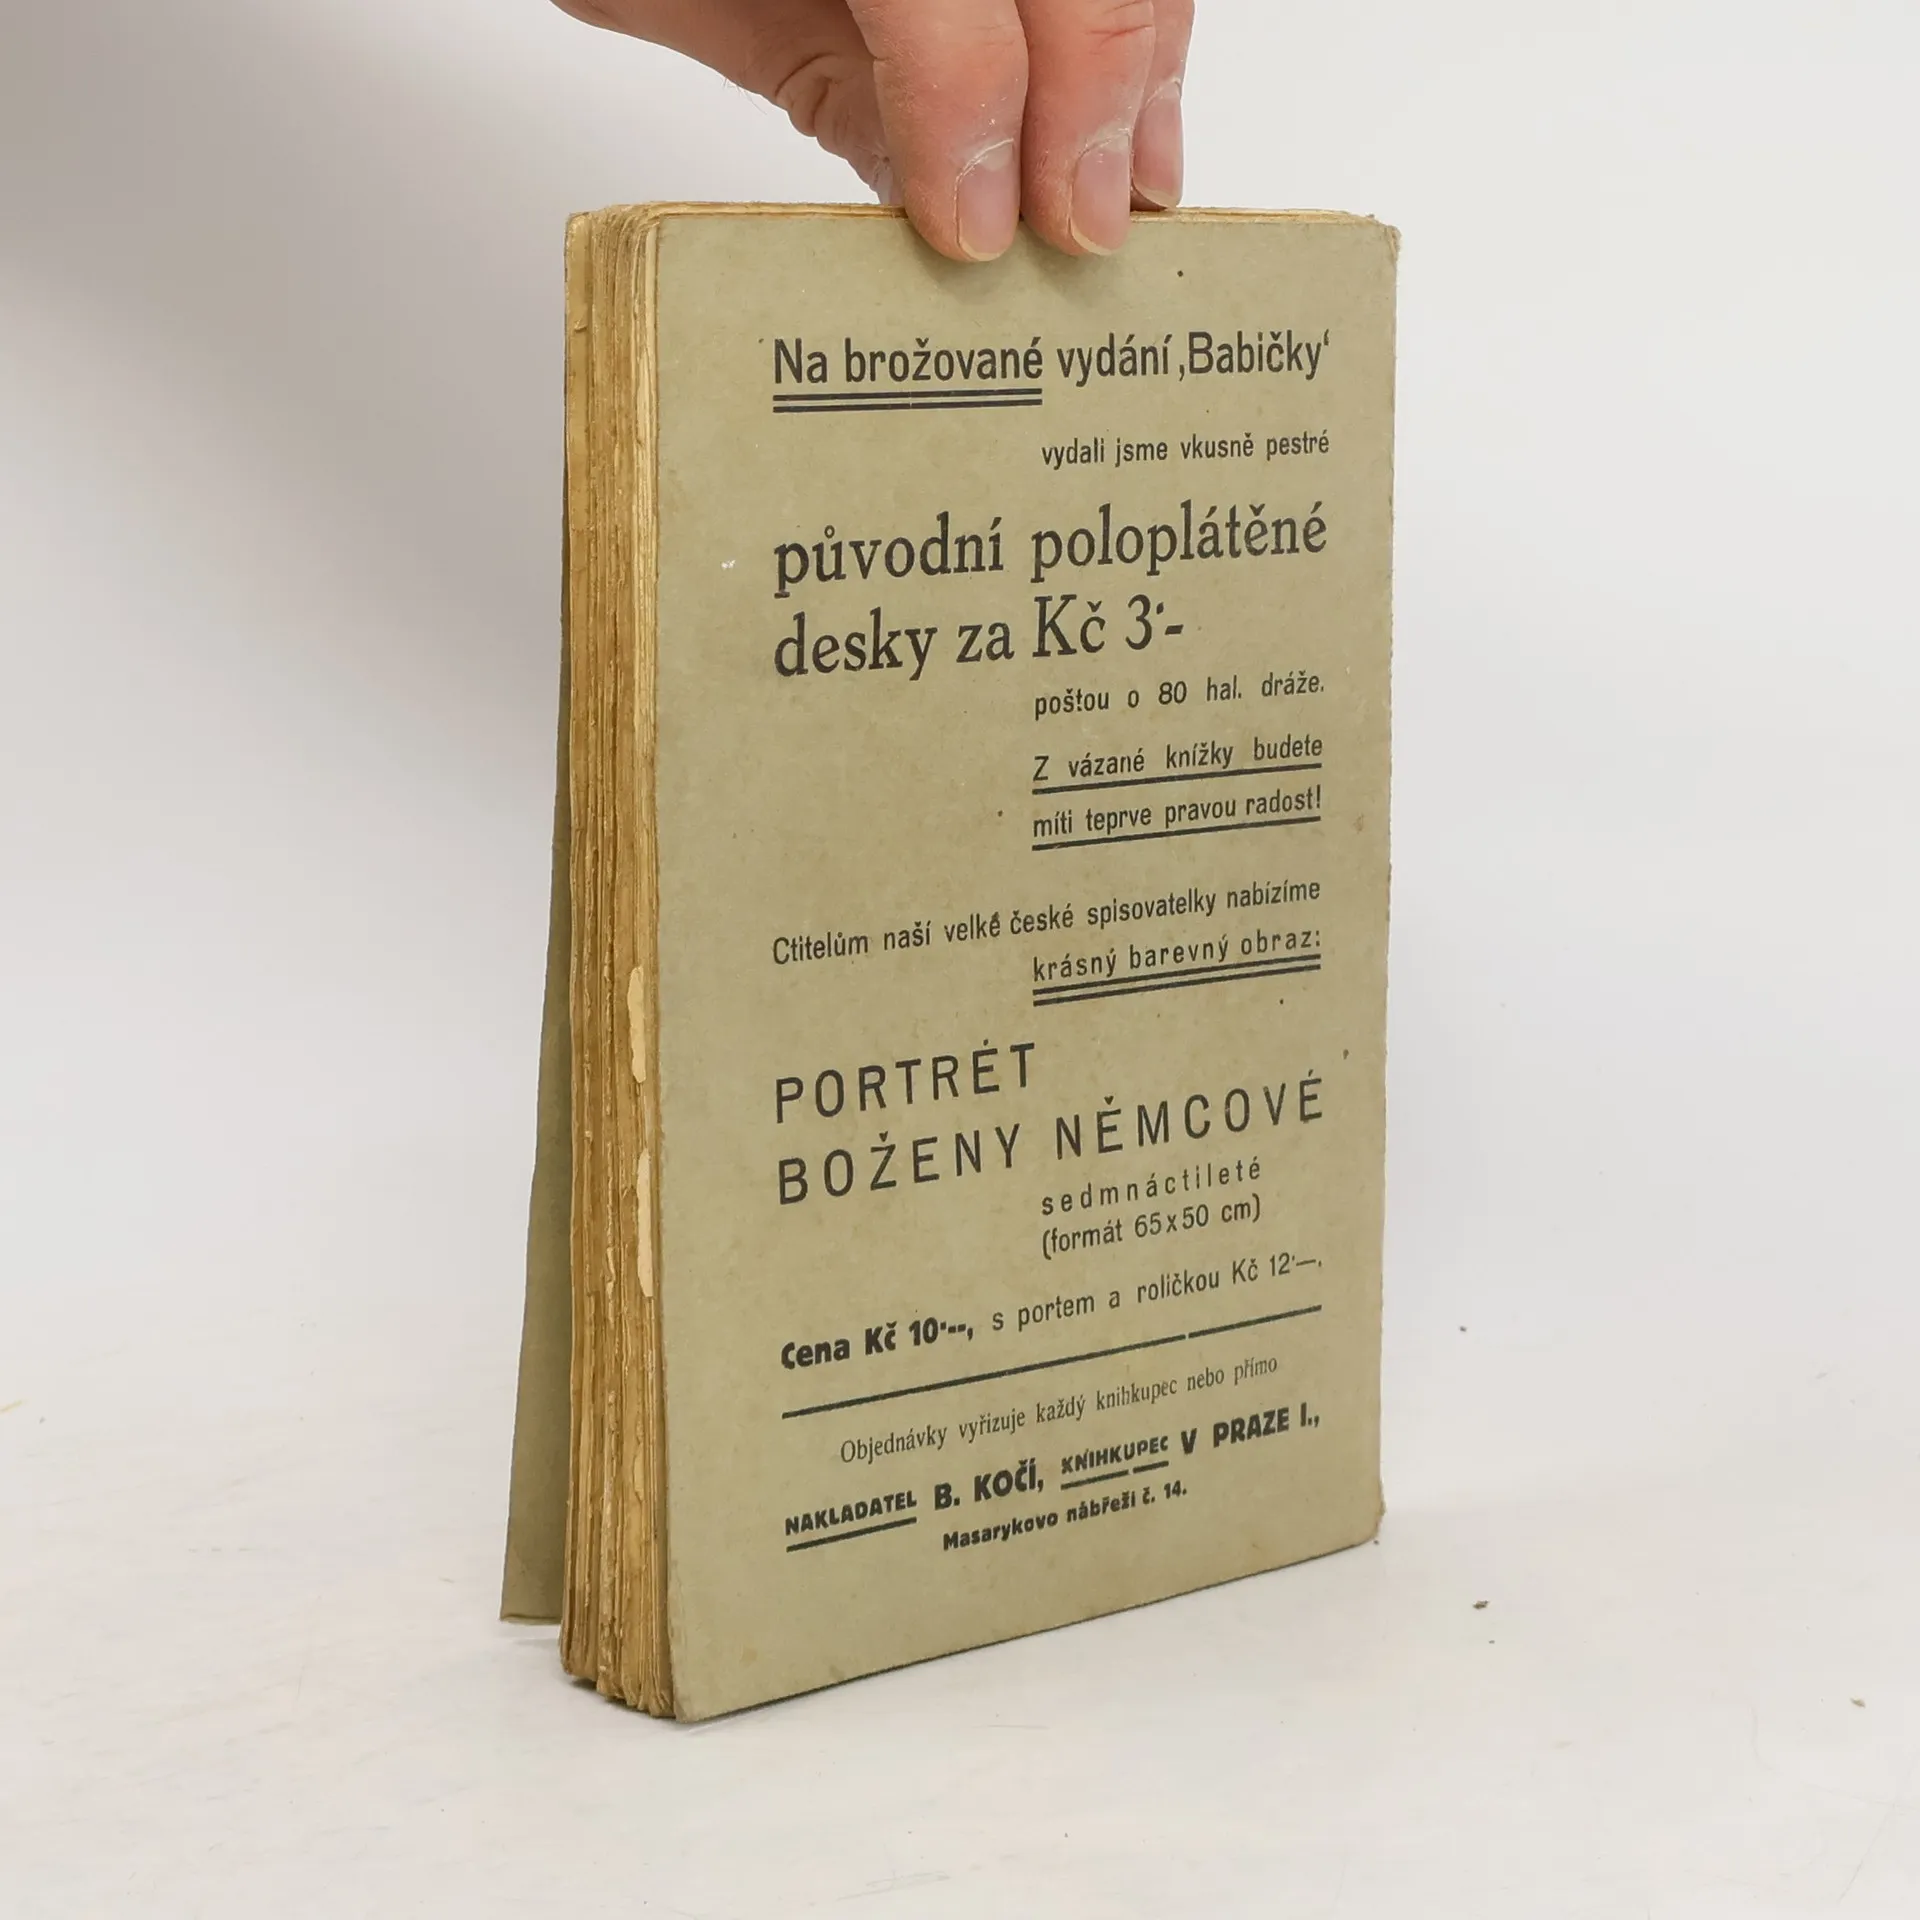 Na brožované vydání ‚Babičky‘
vydali jsme vkusně pestré
původní poloplátěné
desky za Kč 3·-
poštou o 80 hal. dráže.
Z vázané knížky budete
míti teprve pravou radost!
Ctitelům naší velké české spisovatelky nabízíme
krásný barevný obraz:
PORTRÉT
BOŽENY NĚMCOVÉ
sedmnáctileté
(formát 65x50 cm)
Cena Kč 10·--, s portem a roličkou Kč 12·—.
Objednávky vyřizuje každý knihkupec nebo přímo
NAKLADATEL B. KOČÍ, KNIHKUPEC V PRAZE I.,
Masarykovo nábřeží č. 14.